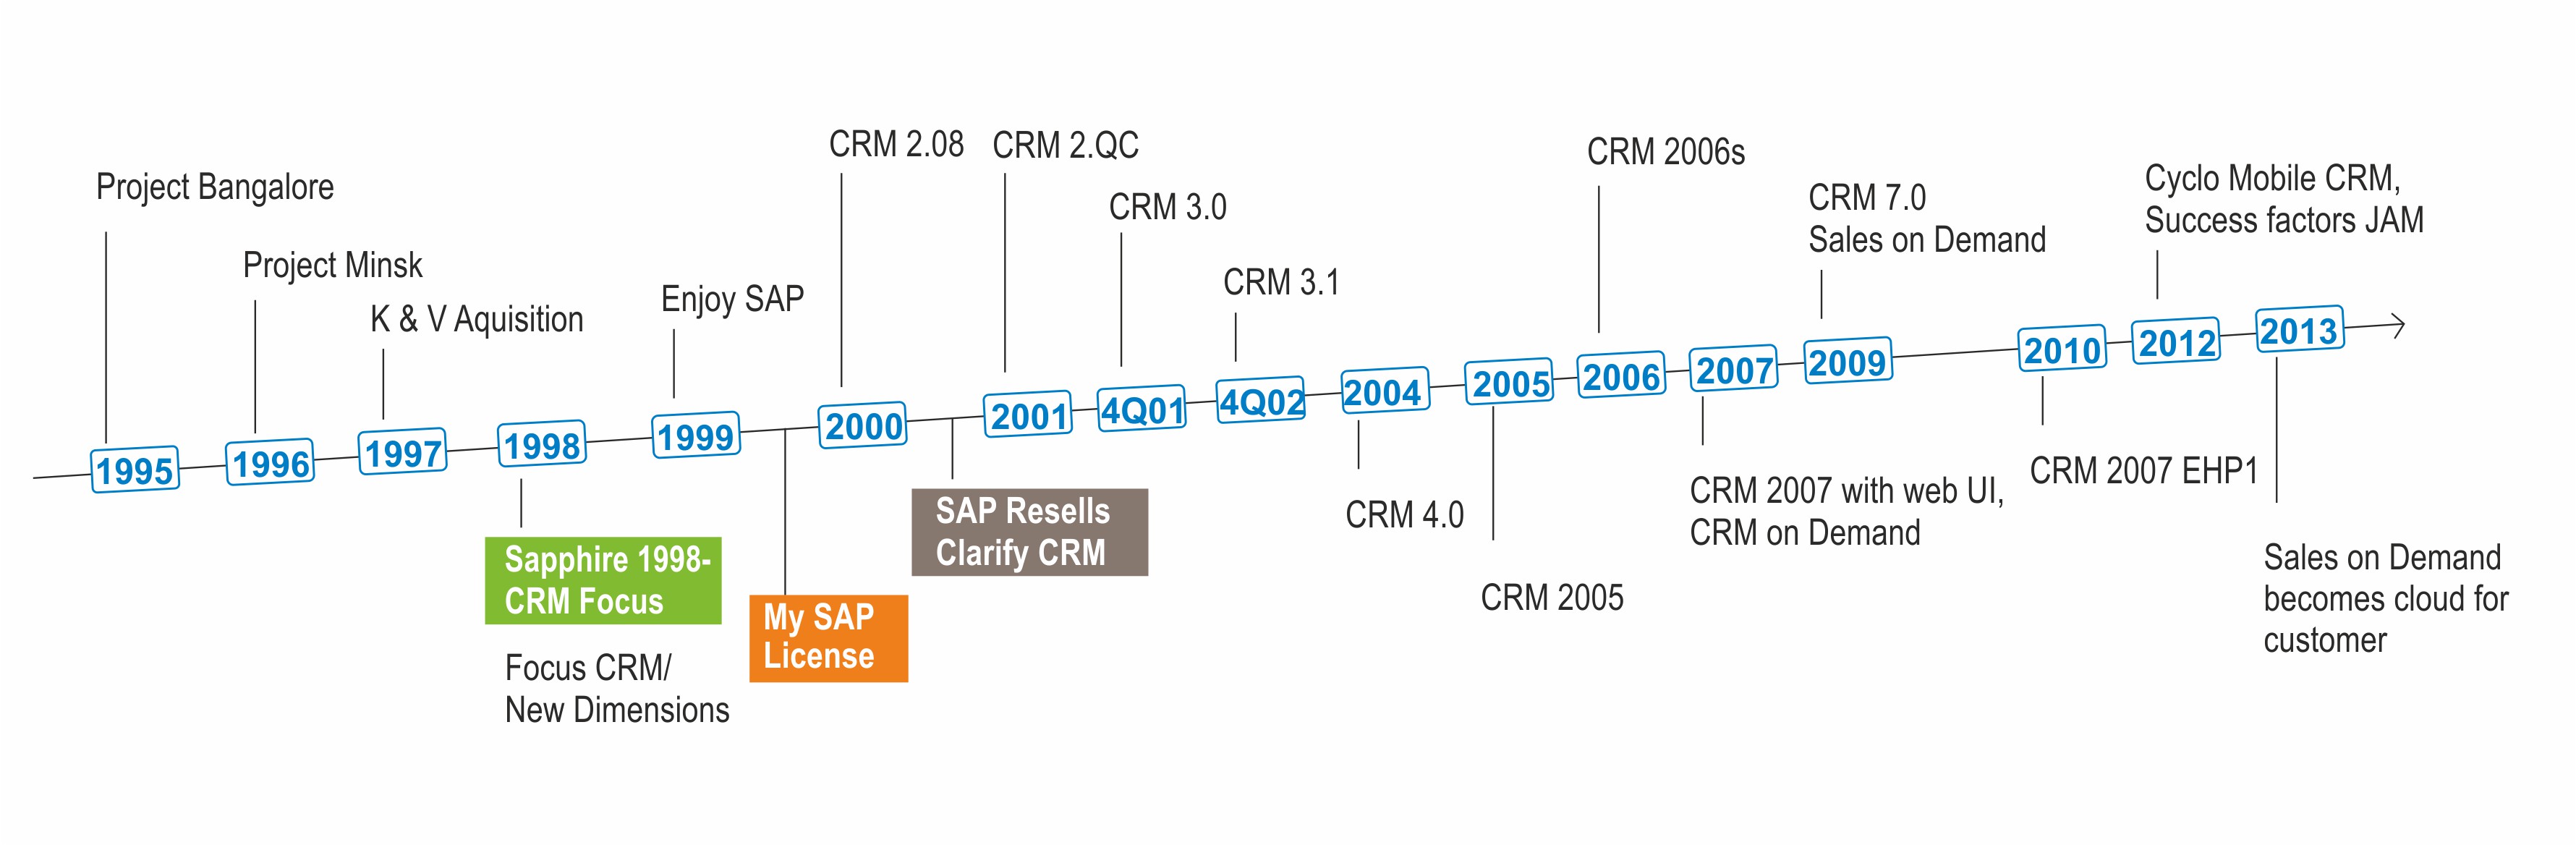 Project Bangalore
Project Minsk
K & V Aquisition
Enjoy SAP
CRM 2.08
CRM 2.QC
CRM 3.0
CRM 3.1
CRM 2006s
CRM 7.0
Sales on Demand
Cyclo Mobile CRM,
Success factors JAM
1995
1996
1997
1998
1999
2000
2001
4Q01
4Q02
2004
2005
2006
2007
2009
2010
2012
2013
Sapphire 1998-
CRM Focus
Focus CRM/
New Dimensions
My SAP
License
SAP Resells
Clarify CRM
CRM 4.0
CRM 2005
CRM 2007 with web UI,
CRM on Demand
CRM 2007 EHP1
Sales on Demand
becomes cloud for
customer